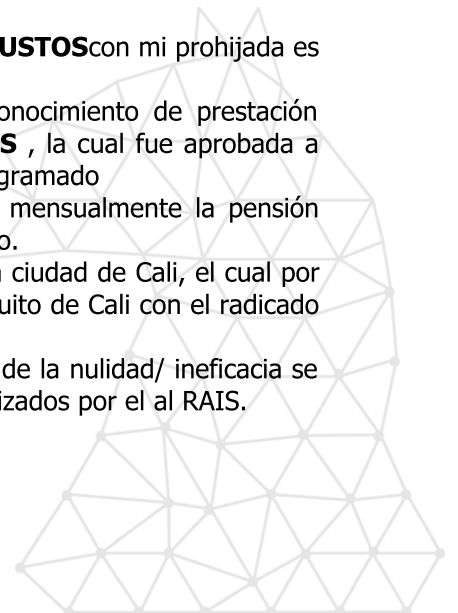 USTOScon mi prohijada es
onocimiento de prestación
S , la cual fue aprobada a
gramado
mensualmente la pensión
o.
ciudad de Cali, el cual por
uito de Cali con el radicado
de la nulidad/ ineficacia se
izados por el al RAIS.